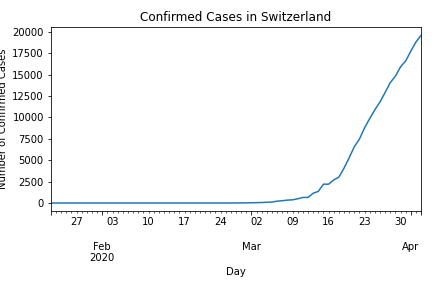 Confirmed Cases in Switzerland
20000
17500
15000
12500
10000
7500
5000
2500
0
Number of Confirmed Cases
27 03 10 17 24 02 09 16 23 30
Feb Mar Apr
2020
Day